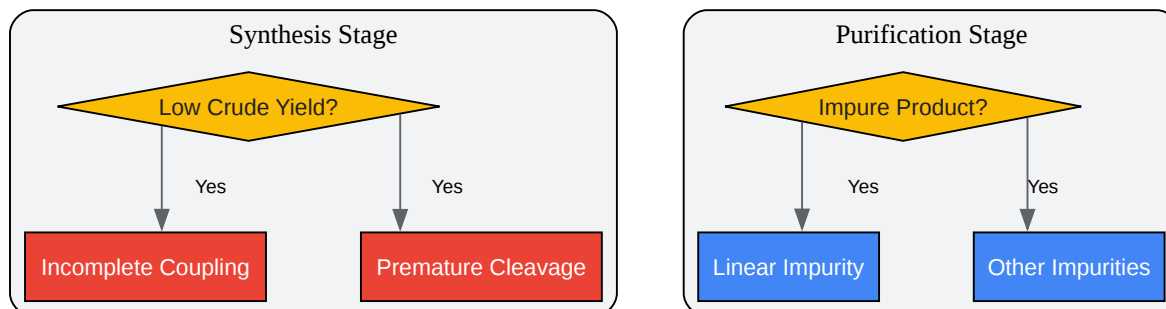 Synthesis Stage
Low Crude Yield?
Yes
Yes
Incomplete Coupling
Premature Cleavage
Purification Stage
Impure Product?
Yes
Yes
Linear Impurity
Other Impurities